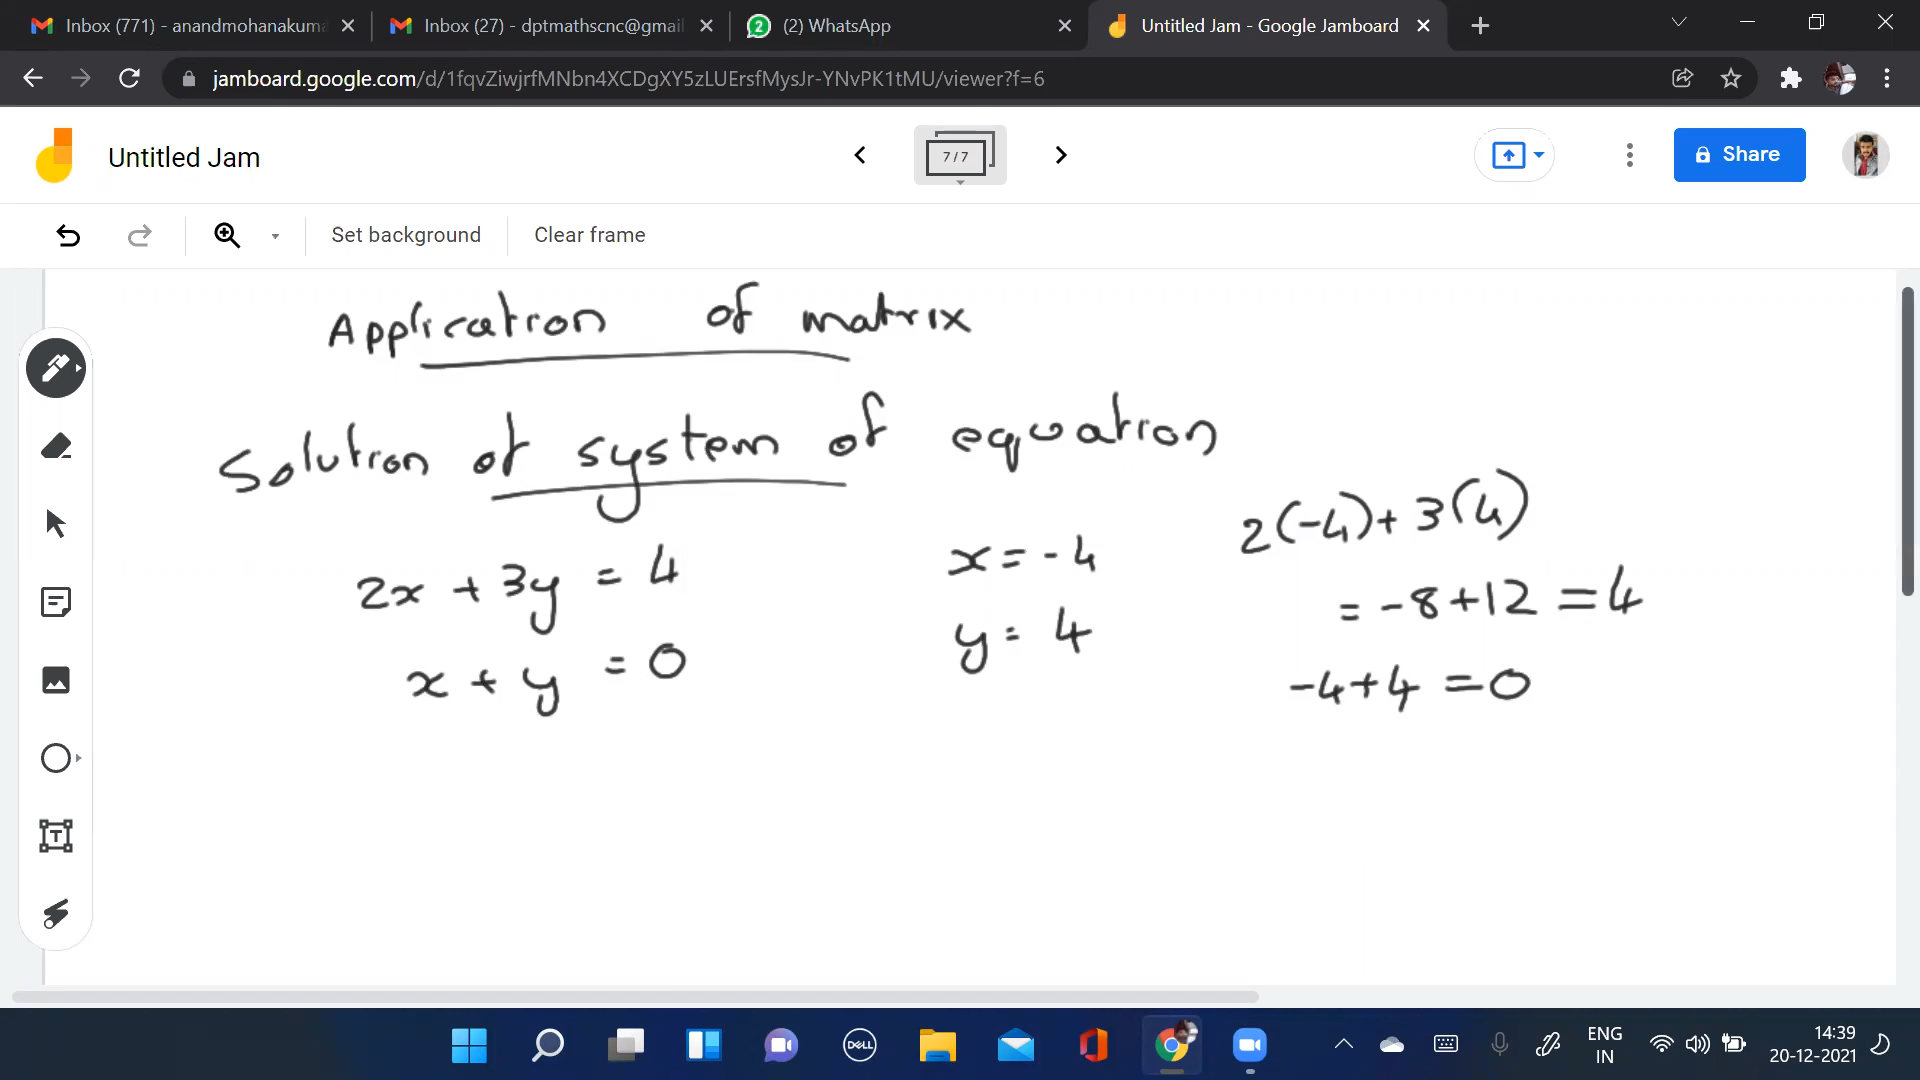 Inbox (771) - anandmohanakuma
Inbox (27) - dptmathscnc@gmail
(2) WhatsApp
Untitled Jam - Google Jamboard
jamboard.google.com/d/1fqvZiwjrfMNbn4XCDgXY5zLUErsfMysJr-YNvPK1tMU/viewer?f=6
Untitled Jam
7 / 7
Share
Set background
Clear frame
Application of matrix
Solution of system of equation
2x + 3y = 4
x + y = 0
x = -4
y = 4
2(-4)+ 3(4)
= -8+12 =4
-4+4 =0
DELL
ENG
IN
14:39
20-12-2021